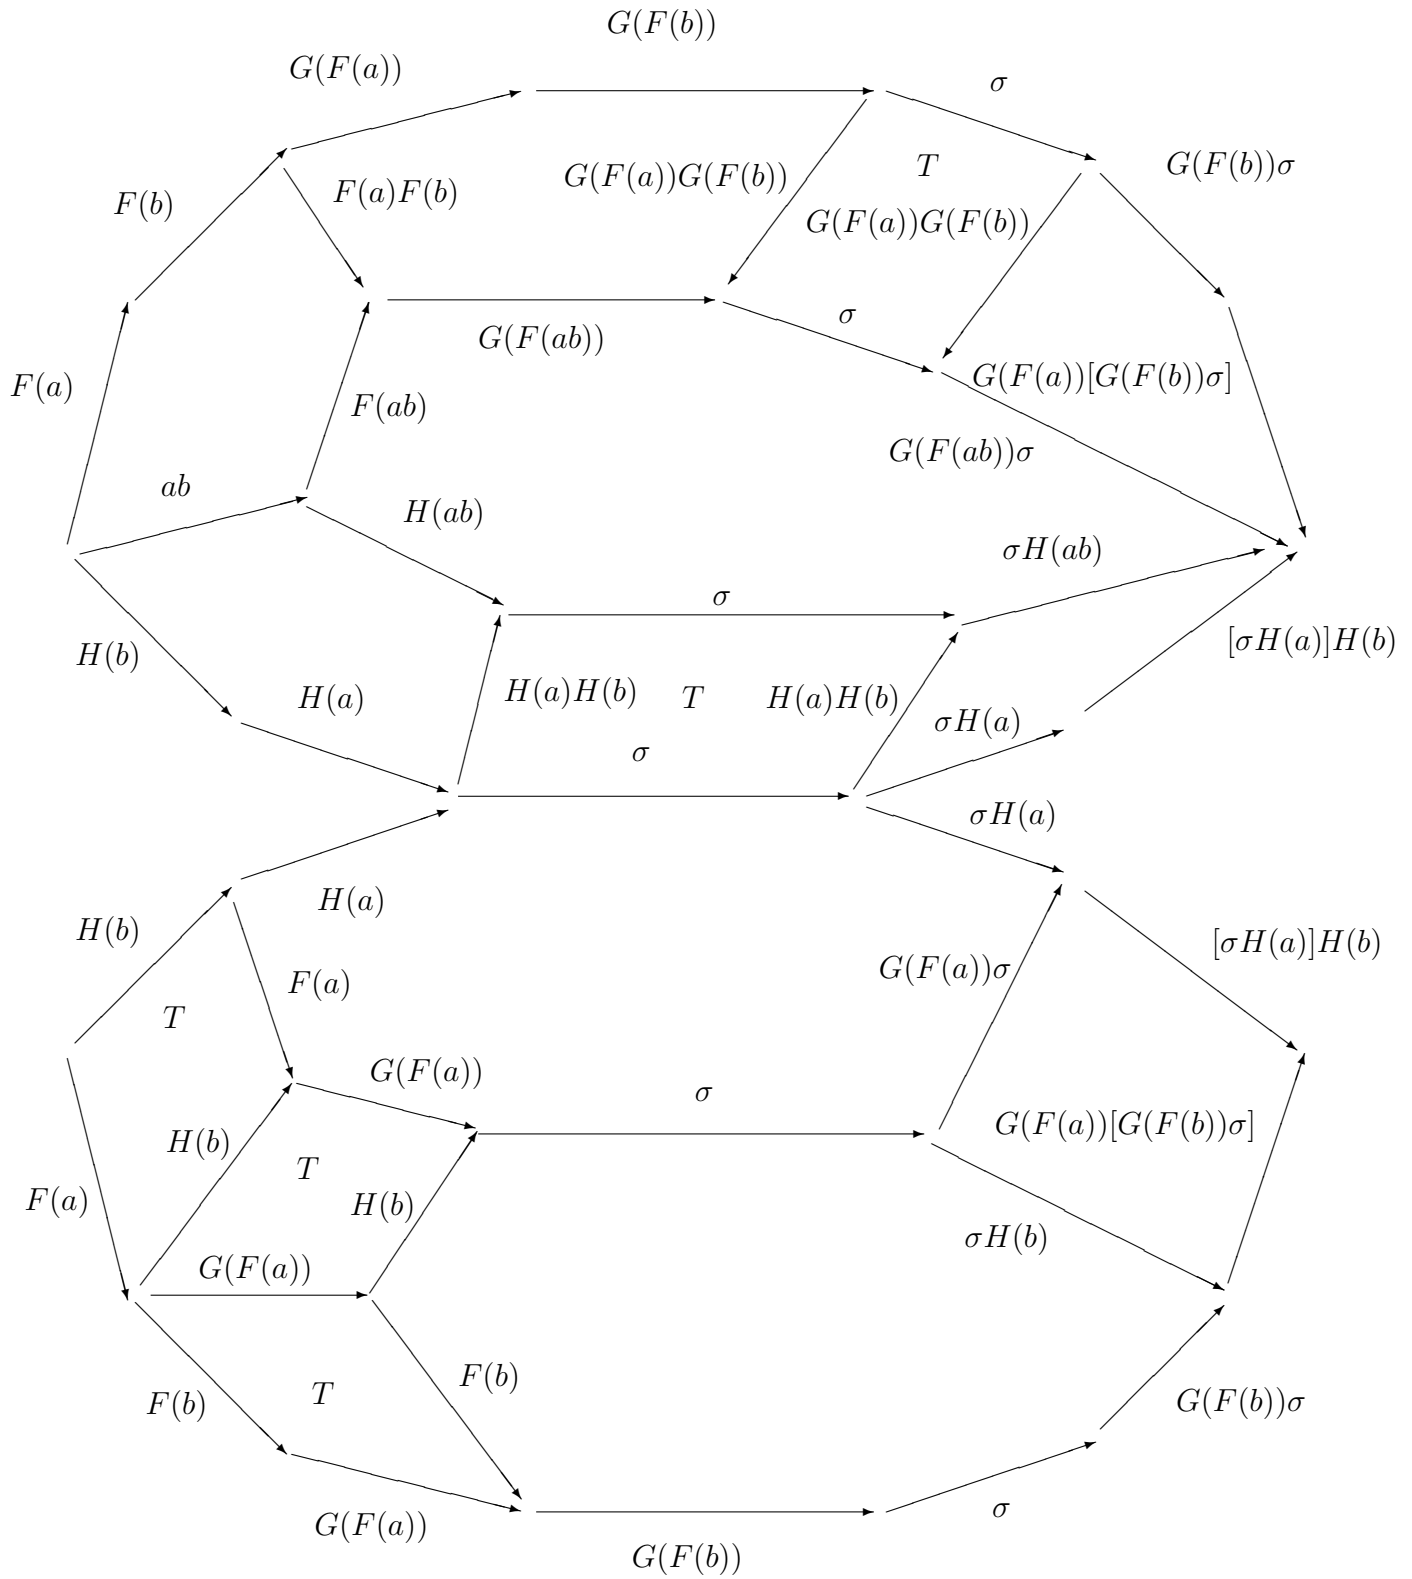 G(F(b))
G(F(a))
σ
G(F(b))σ
T
G(F(a))G(F(b))
F(a)F(b)
F(b)
G(F(a))G(F(b))
σ
G(F(ab))
G(F(a))[G(F(b))σ]
F(a)
F(ab)
G(F(ab))σ
ab
H(ab)
σH(ab)
σ
[σH(a)]H(b)
H(b)
H(a)
H(a)H(b)
T
H(a)H(b)
σH(a)
σ
σH(a)
H(a)
H(b)
[σH(a)]H(b)
G(F(a))σ
F(a)
T
G(F(a))
σ
G(F(a))[G(F(b))σ]
H(b)
T
F(a)
H(b)
σH(b)
G(F(a))
F(b)
T
F(b)
G(F(b))σ
σ
G(F(a))
G(F(b))